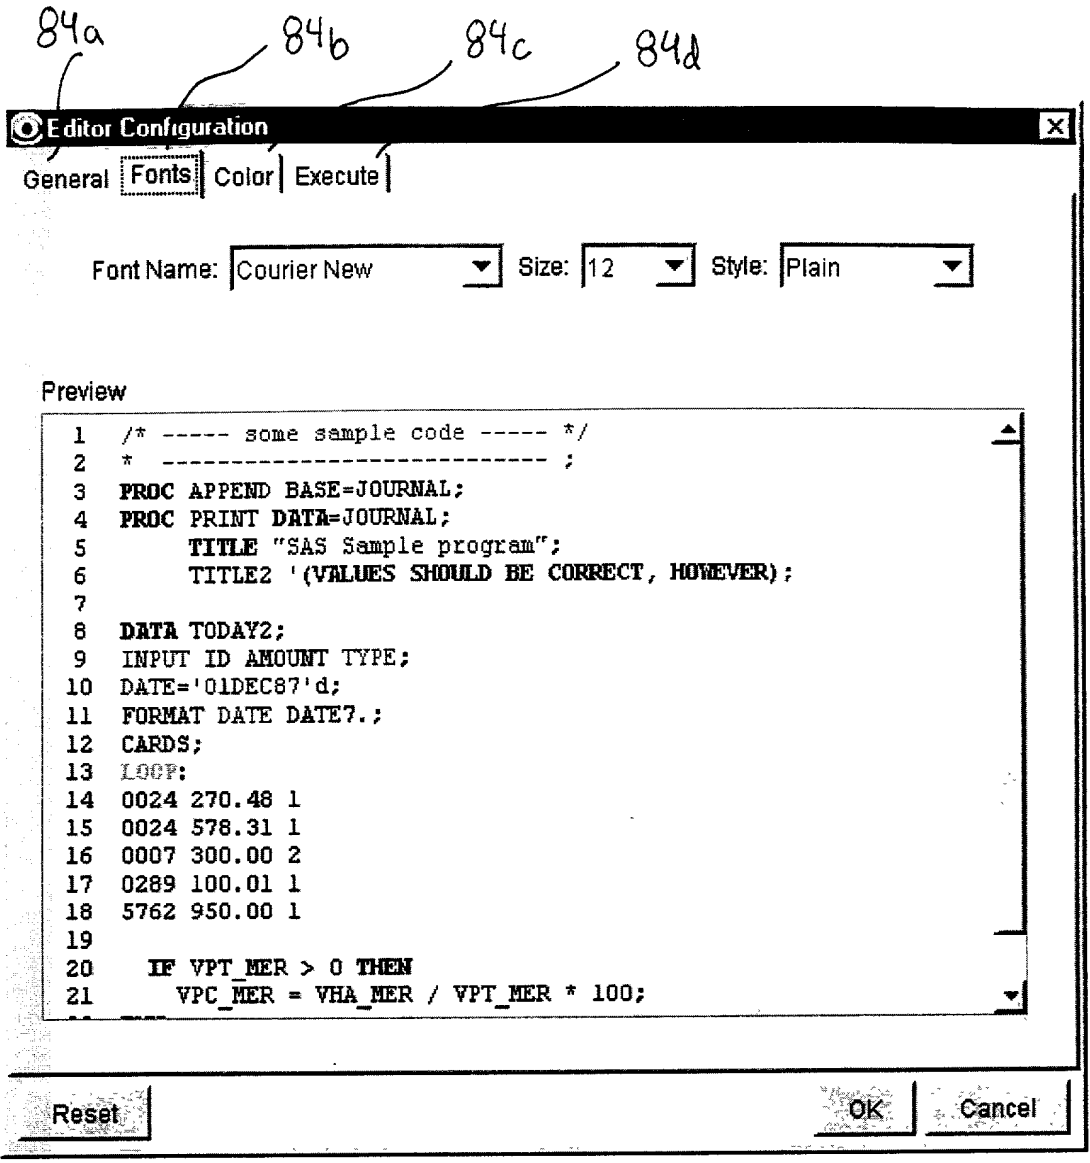 84a 84b 84c 84d
Editor Configuration
General Fonts Color Execute
Font Name: Courier New Size: 12 Style: Plain
Preview
1 /* ----- some sample code ----- */
2 * ---------------------------- ;
3 PROC APPEND BASE=JOURNAL;
4 PROC PRINT DATA=JOURNAL;
5 TITLE "SAS Sample program";
6 TITLE2 '(VALUES SHOULD BE CORRECT, HOWEVER);
7
8 DATA TODAY2;
9 INPUT ID AMOUNT TYPE;
10 DATE='01DEC87'd;
11 FORMAT DATE DATE7.;
12 CARDS;
13 LOOP:
14 0024 270.48 1
15 0024 578.31 1
16 0007 300.00 2
17 0289 100.01 1
18 5762 950.00 1
19
20 IF VPT_MER > 0 THEN
21 VPC_MER = VHA_MER / VPT_MER * 100;
Reset OK Cancel